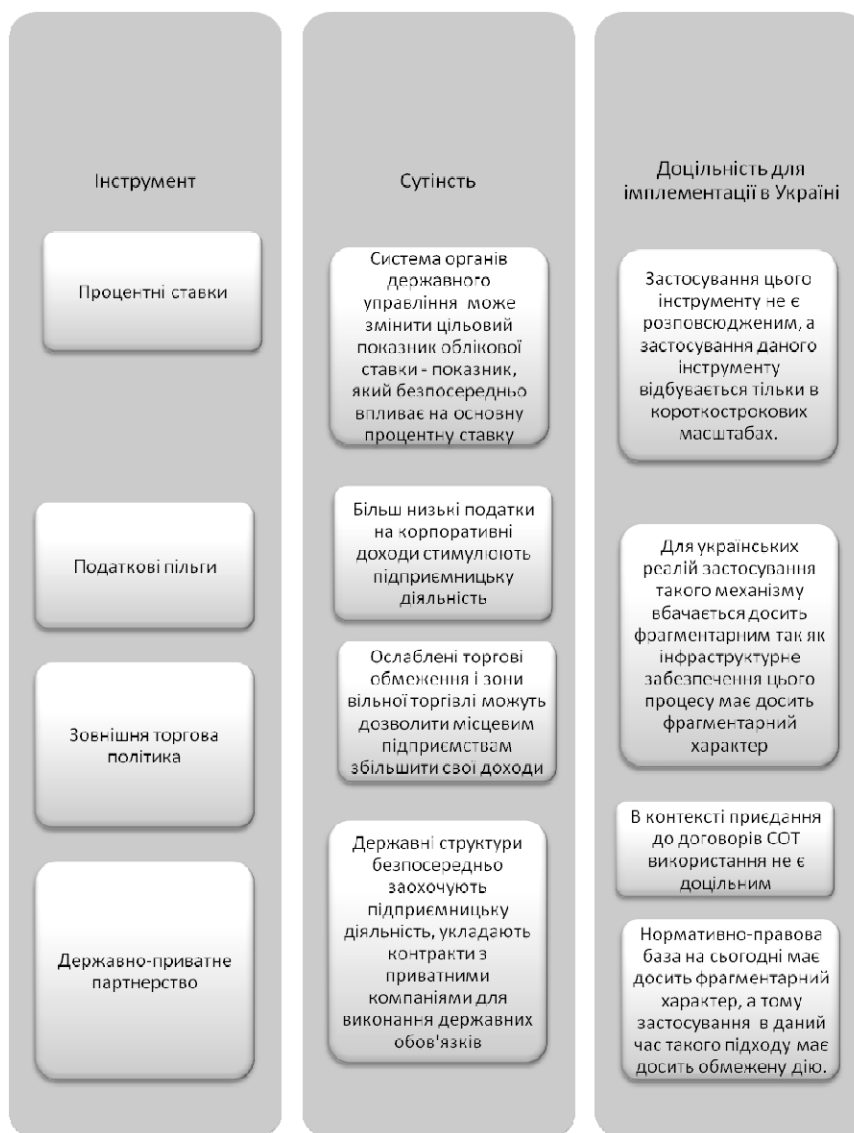 Інструмент
Процентні ставки
Податкові пільги
Зовнішня торгова
політика
Державно-приватне
партнерство
Сутінсть
Система органів
державного
управління може
змінити цільовий
показник облікової
ставки - показник,
який безпосередньо
впливає на основну
процентну ставку
Більш низькі податки
на корпоративні
доходи стимулюють
підприємницьку
діяльність
Ослаблені торгові
обмеження і зони
вільної торгівлі можуть
дозволити місцевим
підприємствам
збільшити свої доходи
Державні структури
безпосередньо
заохочують
підприємницьку
діяльність, укладають
контракти з
приватними
компаніями для
виконання державних
обов'язків
Доцільність для
імплементації в Україні
Застосування цього
інструменту не є
розповсюдженим, а
застосування даного
інструменту
відбувається тільки в
короткострокових
масштабах.
Для українських
реалій застосування
такого механізму
вбачається досить
фрагментарним так як
інфраструктурне
забезпечення цього
процесу має досить
фрагментарний
характер
В контексті приєдання
до договорів СОТ
використання не є
доцільним
Нормативно-правова
база на сьогодні має
досить фрагментарний
характер, а тому
застосування в даний
час такого підходу має
досить обмежену дію.